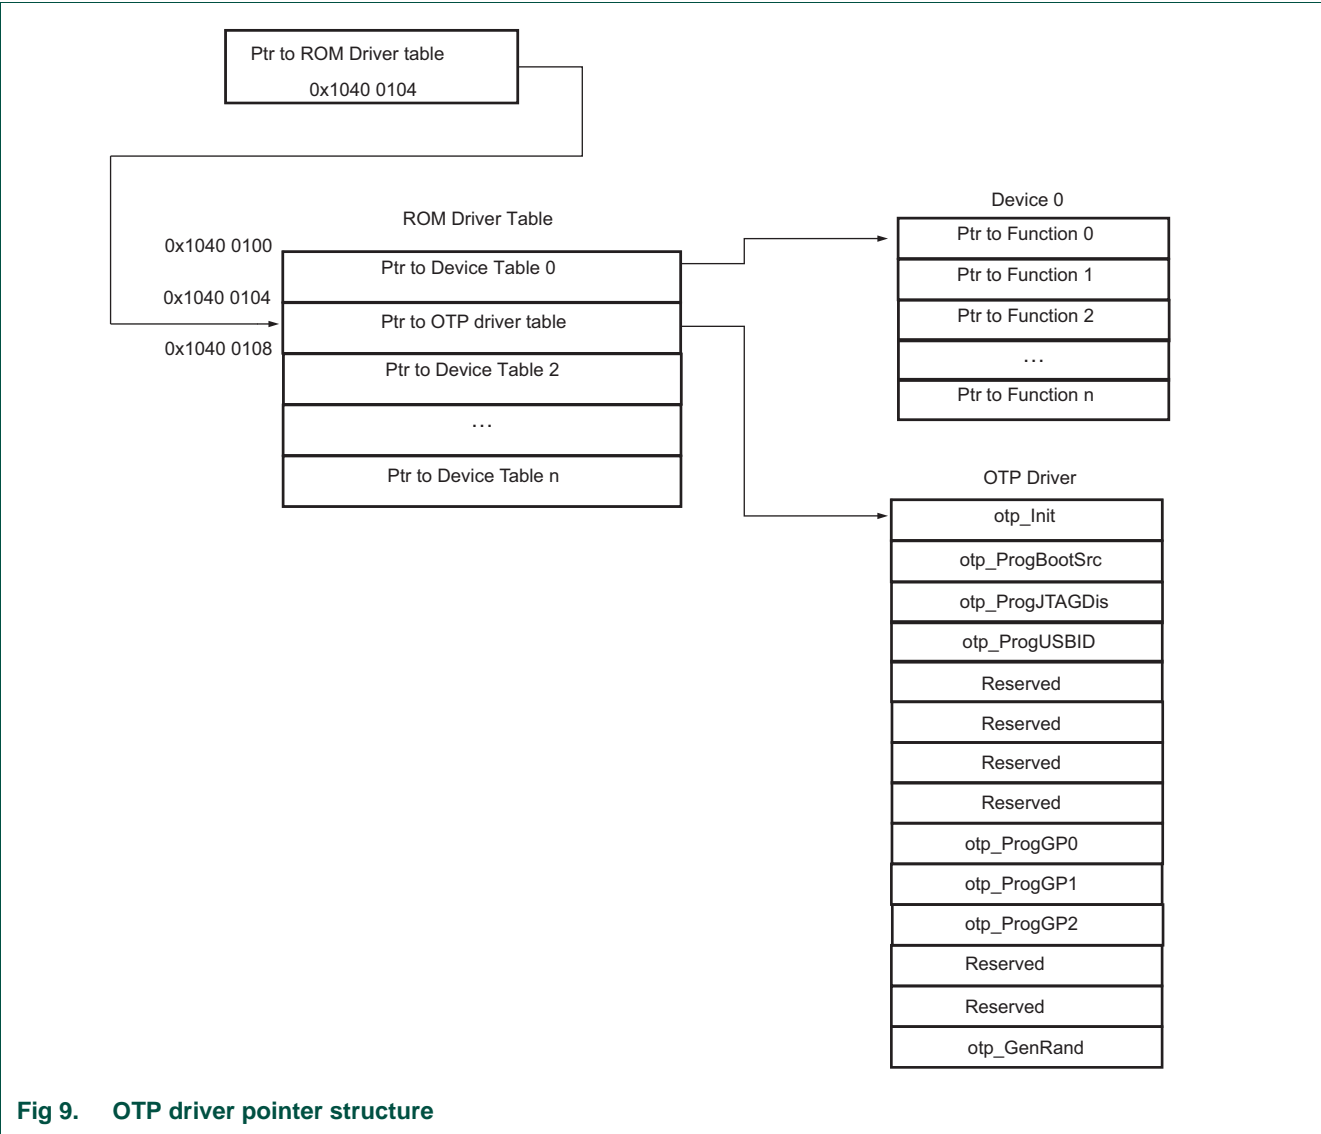 Ptr to ROM Driver table
0x1040 0104
ROM Driver Table
0x1040 0100
Ptr to Device Table 0
0x1040 0104
Ptr to OTP driver table
0x1040 0108
Ptr to Device Table 2
...
Ptr to Device Table n
Device 0
Ptr to Function 0
Ptr to Function 1
Ptr to Function 2
...
Ptr to Function n
OTP Driver
otp_Init
otp_ProgBootSrc
otp_ProgJTAGDis
otp_ProgUSBID
Reserved
Reserved
Reserved
Reserved
otp_ProgGP0
otp_ProgGP1
otp_ProgGP2
Reserved
Reserved
otp_GenRand
Fig 9. OTP driver pointer structure